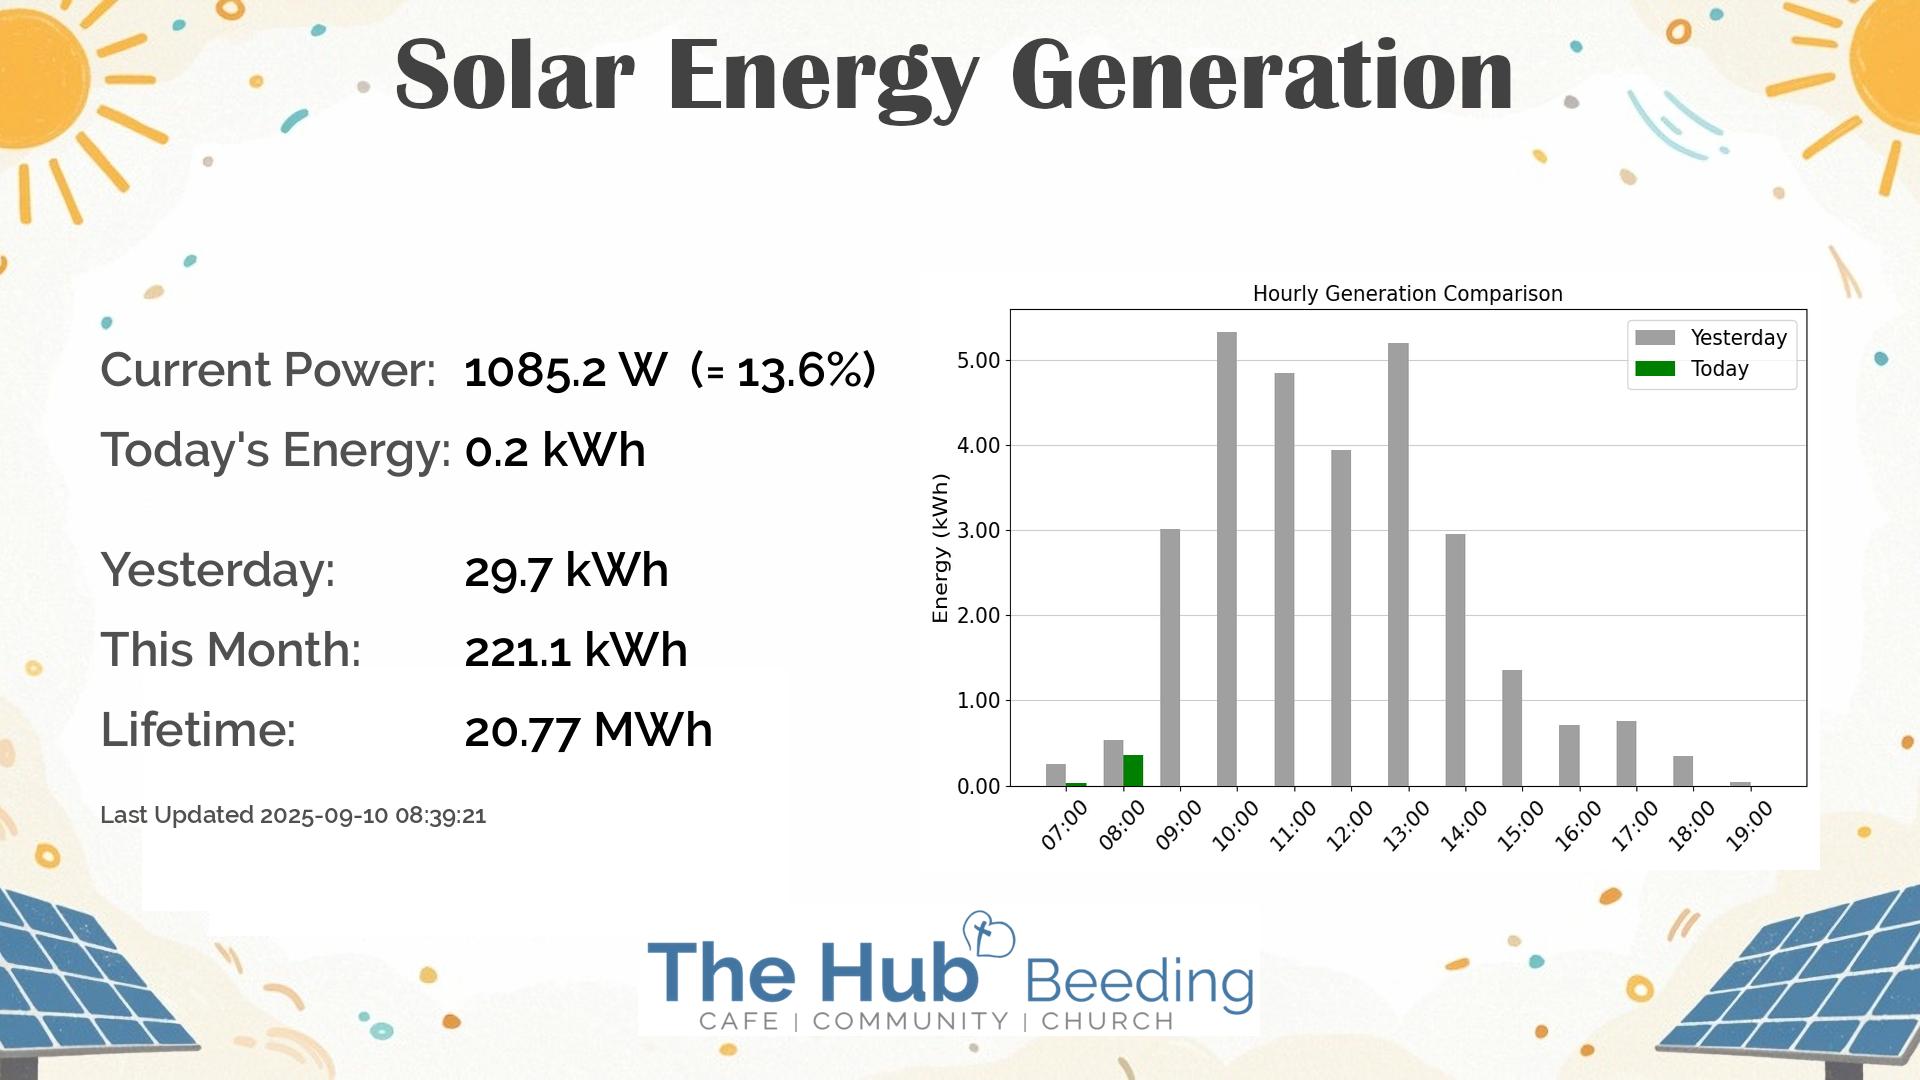 Solar Energy Generation
Current Power: 1085.2 W (= 13.6%)
Today's Energy: 0.2 kWh
Yesterday: 29.7 kWh
This Month: 221.1 kWh
Lifetime: 20.77 MWh
Last Updated 2025-09-10 08:39:21
Hourly Generation Comparison
Yesterday
Today
Energy (kWh)
5.00
4.00
3.00
2.00
1.00
0.00
07:00 08:00 09:00 10:00 11:00 12:00 13:00 14:00 15:00 16:00 17:00 18:00 19:00
The Hub Beeding
CAFE | COMMUNITY | CHURCH